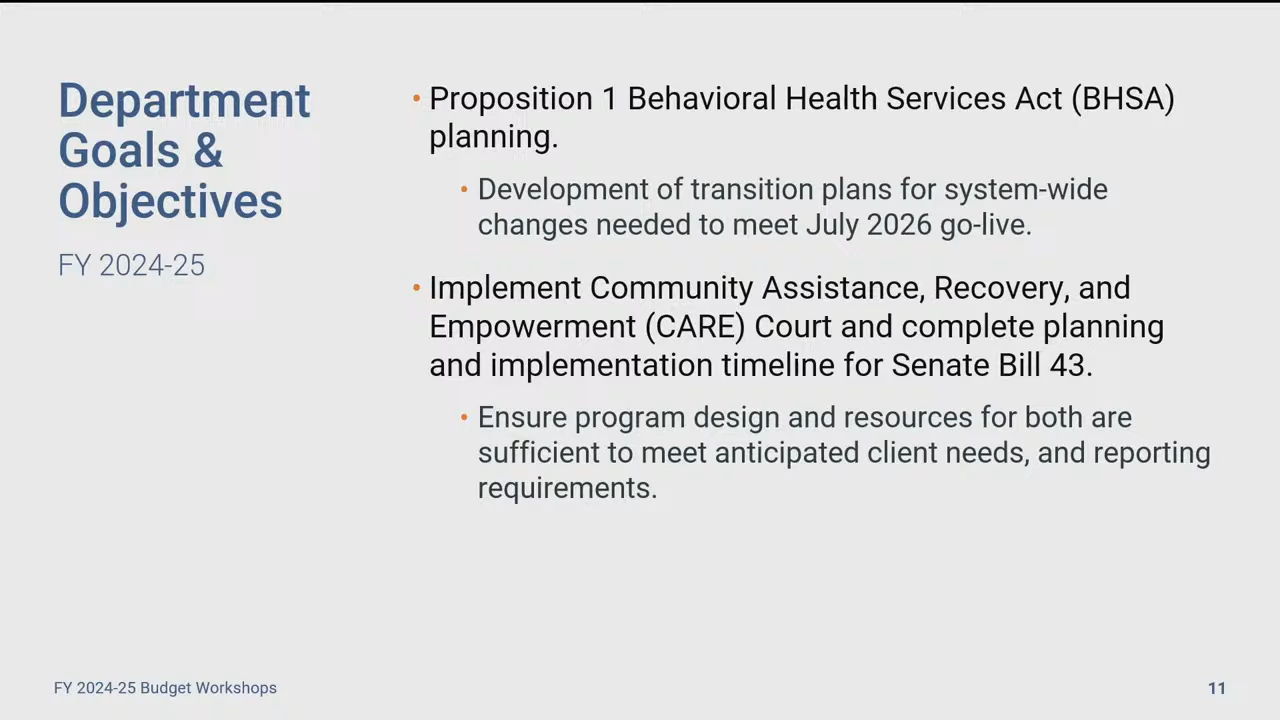 Department
Goals &
Objectives
FY 2024-25
• Proposition 1 Behavioral Health Services Act (BHSA)
planning.
• Development of transition plans for system-wide
changes needed to meet July 2026 go-live.
• Implement Community Assistance, Recovery, and
Empowerment (CARE) Court and complete planning
and implementation timeline for Senate Bill 43.
• Ensure program design and resources for both are
sufficient to meet anticipated client needs, and reporting
requirements.
FY 2024-25 Budget Workshops
11